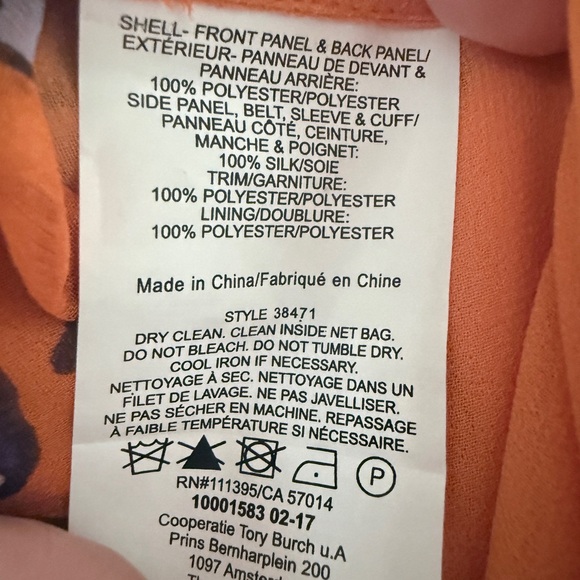 SHELL- FRONT PANEL & BACK PANEL/
EXTÉRIEUR- PANNEAU DE DEVANT &
PANNEAU ARRIÈRE:
100% POLYESTER/POLYESTER
SIDE PANEL, BELT, SLEEVE & CUFF/
PANNEAU CÔTÉ, CEINTURE,
MANCHE & POIGNET:
100% SILK/SOIE
TRIM/GARNITURE:
100% POLYESTER/POLYESTER
LINING/DOUBLURE:
100% POLYESTER/POLYESTER
Made in China/Fabriqué en Chine
STYLE 38471
DRY CLEAN. CLEAN INSIDE NET BAG.
DO NOT BLEACH. DO NOT TUMBLE DRY.
COOL IRON IF NECESSARY.
NETTOYAGE À SEC. NETTOYAGE DANS UN
FILET DE LAVAGE. NE PAS JAVELLISER.
NE PAS SÉCHER EN MACHINE. REPASSAGE
À FAIBLE TEMPÉRATURE SI NÉCESSAIRE.
P
RN#111395/CA 57014
10001583 02-17
Cooperatie Tory Burch u.A
Prins Bernharplein 200
1097 Amster